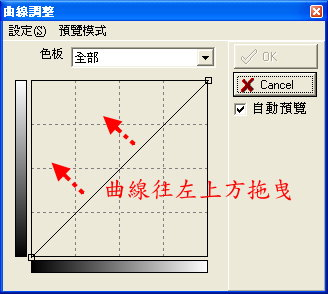 曲線調整
設定(S) 預覽模式
色板 全部
OK
Cancel
自動預覽
曲線往左上方拖曳